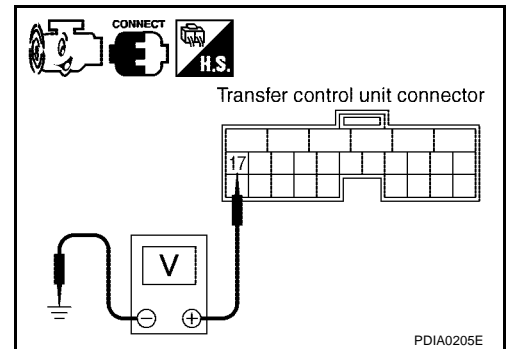 CONNECT
H.S.
Transfer control unit connector
17
V
− +
PDIA0205E